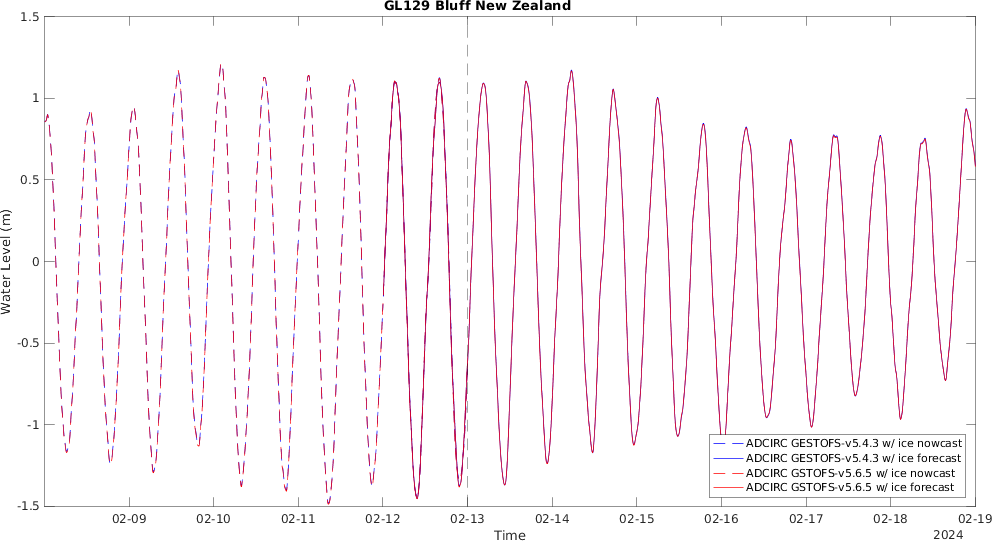 GL129 Bluff New Zealand
1.5
1
0.5
0
-0.5
-1
-1.5
Water Level (m)
ADCIRC GESTOFS-v5.4.3 w/ ice nowcast
ADCIRC GESTOFS-v5.4.3 w/ ice forecast
ADCIRC GSTOFS-v5.6.5 w/ ice nowcast
ADCIRC GSTOFS-v5.6.5 w/ ice forecast
02-09 02-10 02-11 02-12 02-13 02-14 02-15 02-16 02-17 02-18 02-19
Time
2024